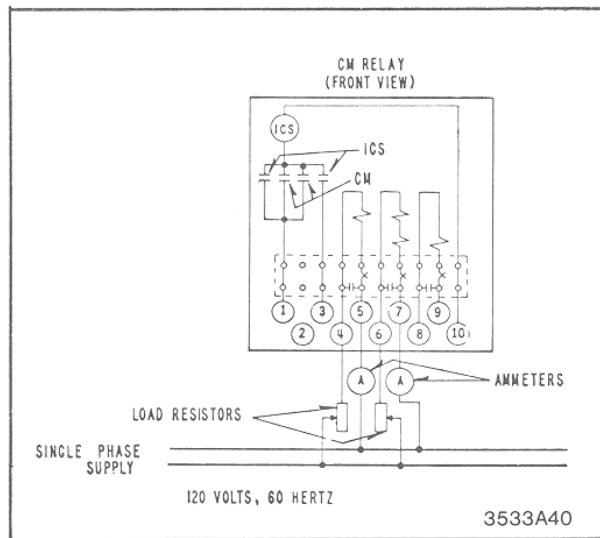 CM RELAY
(FRONT VIEW)
ICS
ICS
CM
1 3 5 7 9
2 4 6 8 10
A A
AMMETERS
LOAD RESISTORS
SINGLE PHASE
SUPPLY
120 VOLTS, 60 HERTZ
3533A40